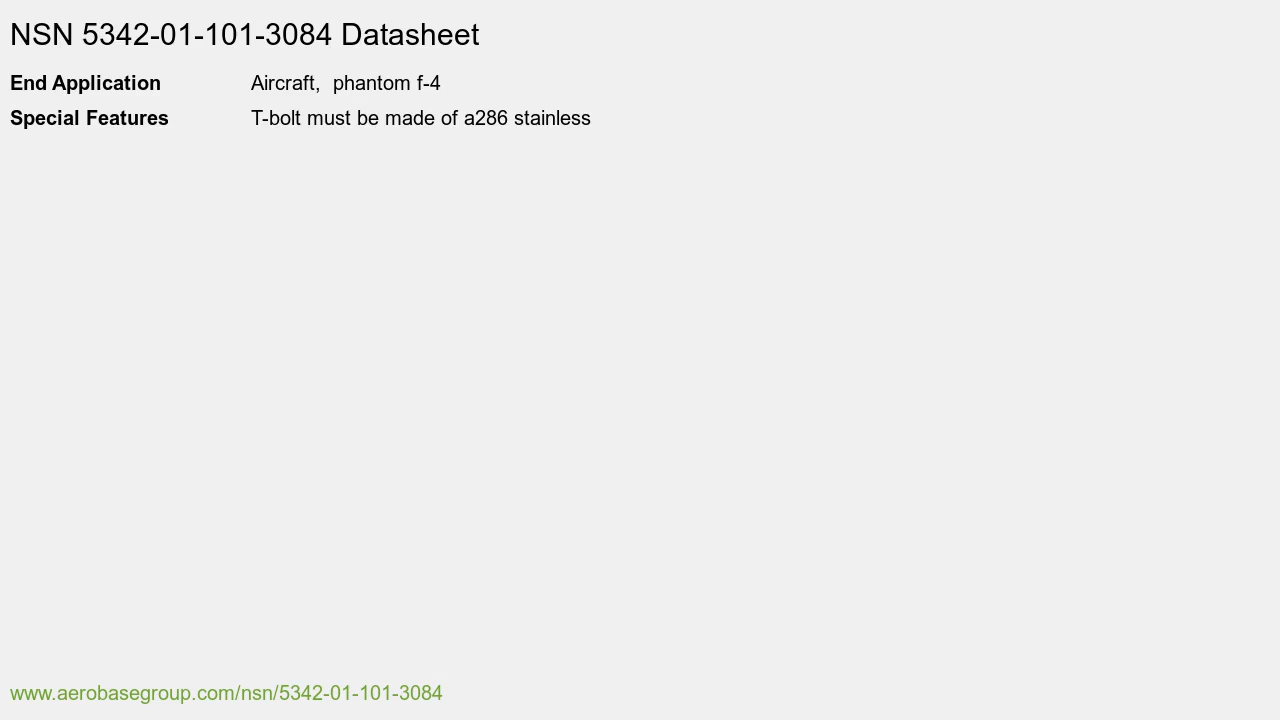 NSN 5342-01-101-3084 Datasheet
End Application Aircraft,  phantom f-4
Special Features T-bolt must be made of a286 stainless
www.aerobasegroup.com/nsn/5342-01-101-3084